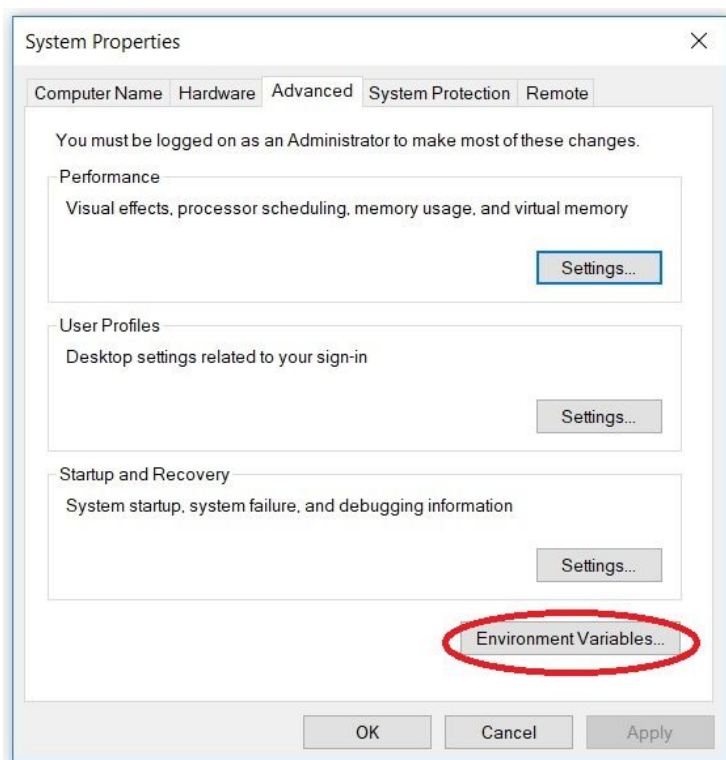 System Properties
Computer Name Hardware Advanced System Protection Remote
You must be logged on as an Administrator to make most of these changes.
Performance
Visual effects, processor scheduling, memory usage, and virtual memory
Settings...
User Profiles
Desktop settings related to your sign-in
Settings...
Startup and Recovery
System startup, system failure, and debugging information
Settings...
Environment Variables...
OK Cancel Apply